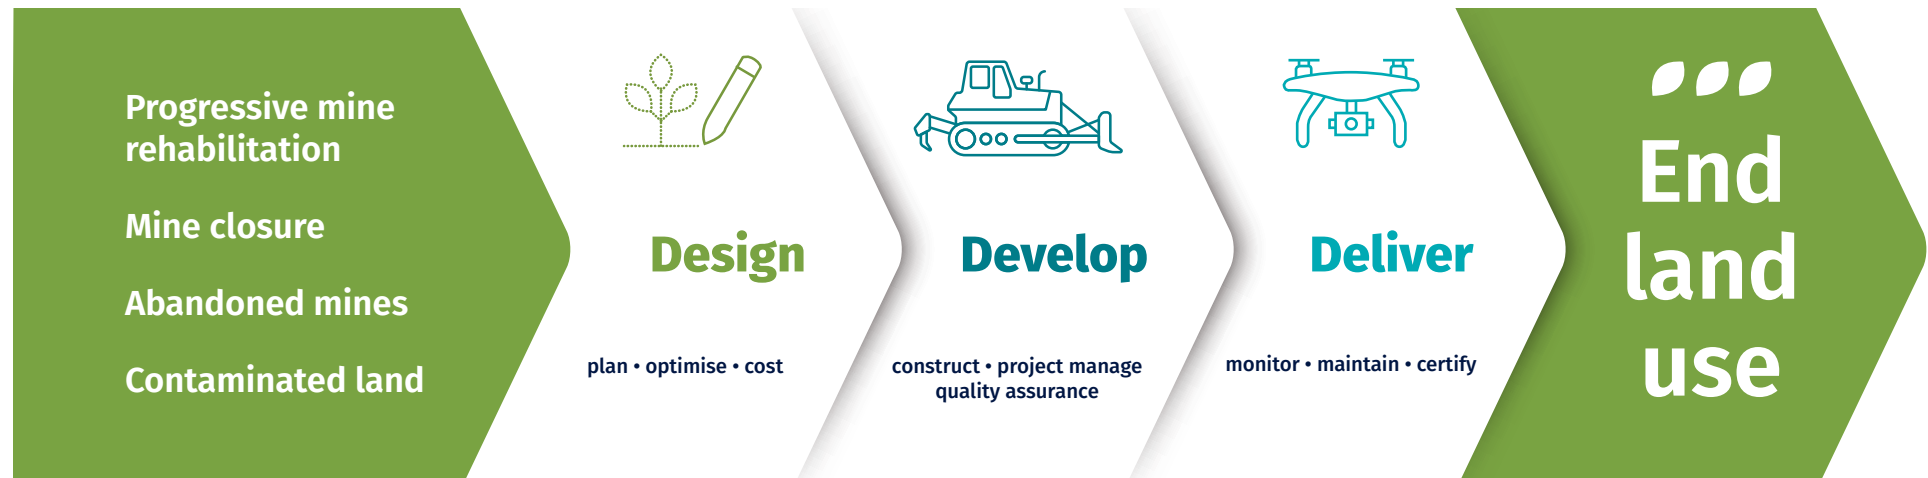 Progressive mine
rehabilitation
Mine closure
Abandoned mines
Contaminated land
Design
plan • optimise • cost
Develop
construct • project manage
quality assurance
Deliver
monitor • maintain • certify
End
land
use